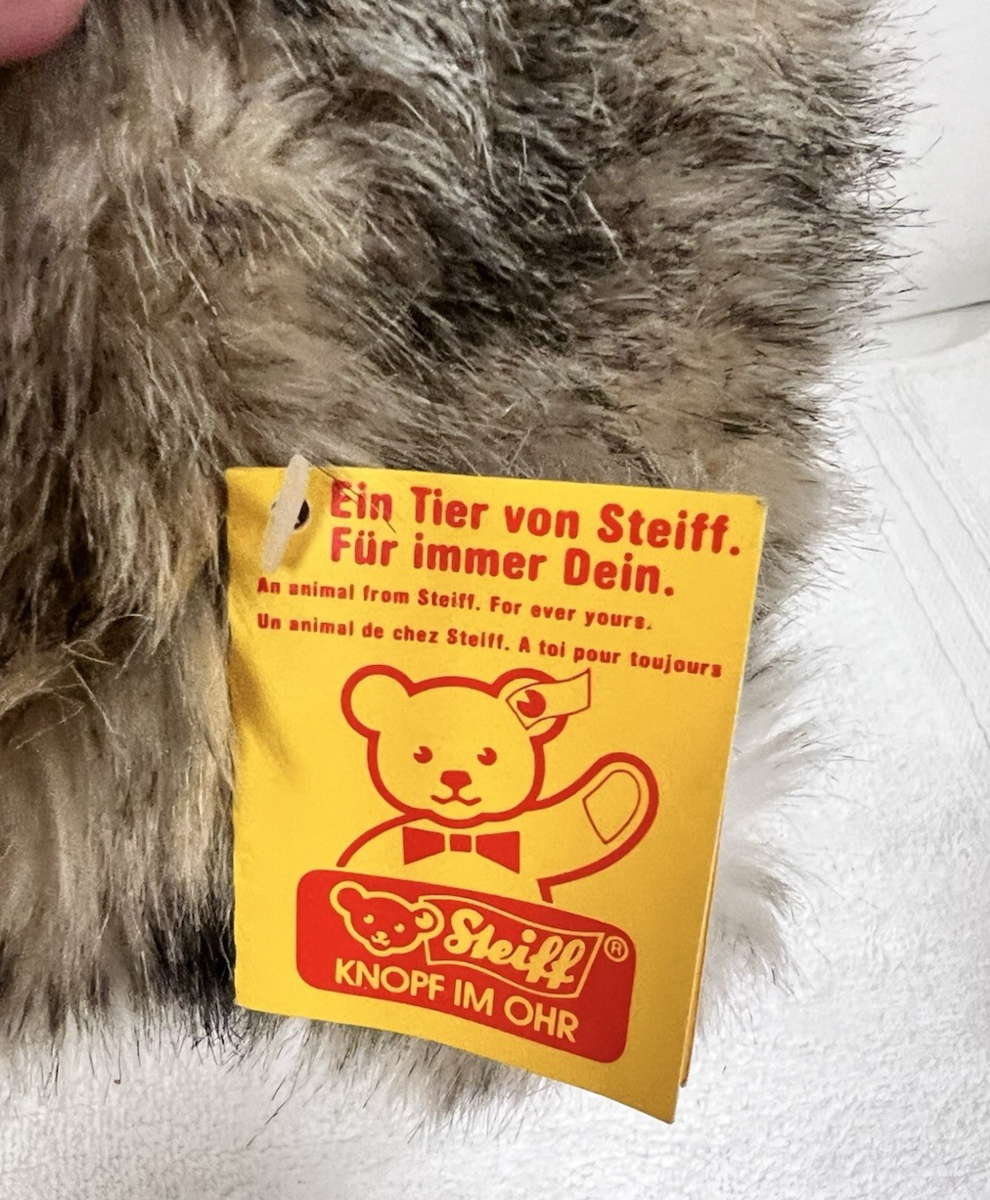 Ein Tier von Steiff.
Für immer Dein.
An animal from Steiff. For ever yours.
Un animal de chez Steiff. A toi pour toujours
Steiff®
KNOPF IM OHR